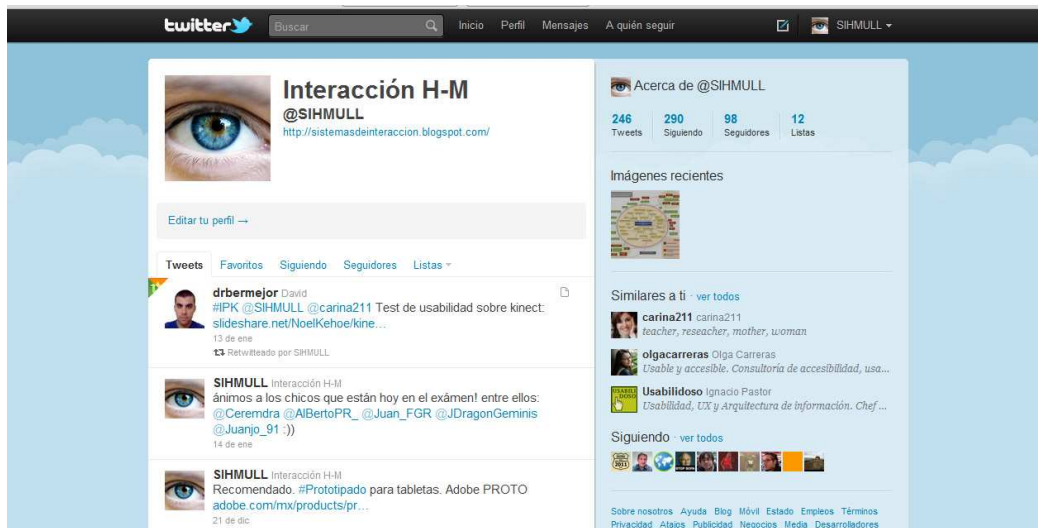 twitter
Buscar
Inicio Perfil Mensajes A quién seguir
SIHMULL
Interacción H-M
@SIHMULL
http://sistemasdeinteraccion.blogspot.com/
Editar tu perfil →
Tweets Favoritos Siguiendo Seguidores Listas
drbermejor David
#IPK @SIHMULL @carina211 Test de usabilidad sobre kinect:
slideshare.net/NoelKehoe/kine…
13 de ene
Retwitteado por SIHMULL
SIHMULL Interacción H-M
ánimos a los chicos que están hoy en el exámen! entre ellos:
@Ceremdra @AlBertoPR_ @Juan_FGR @JDragonGeminis
@Juanjo_91 :))
14 de ene
SIHMULL Interacción H-M
Recomendado. #Prototipado para tabletas. Adobe PROTO
adobe.com/mx/products/pr…
21 de dic
Acerca de @SIHMULL
246 290 98 12
Tweets Siguiendo Seguidores Listas
Imágenes recientes
Similares a ti · ver todos
carina211 carina211
teacher, reseacher, mother, woman
olgacarreras Olga Carreras
Usable y accesible. Consultoría de accesibilidad, usa...
Usabilidoso Ignacio Pastor
Usabilidad, UX y Arquitectura de información. Chef ...
Siguiendo · ver todos
Sobre nosotros Ayuda Blog Móvil Estado Empleos Términos
Privacidad Atajos Publicidad Negocios Media Desarrolladores